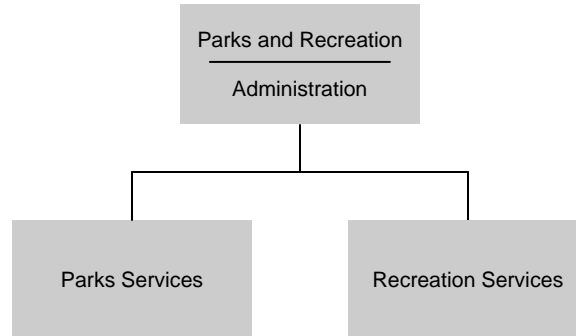 Parks and Recreation
Administration
Parks Services
Recreation Services